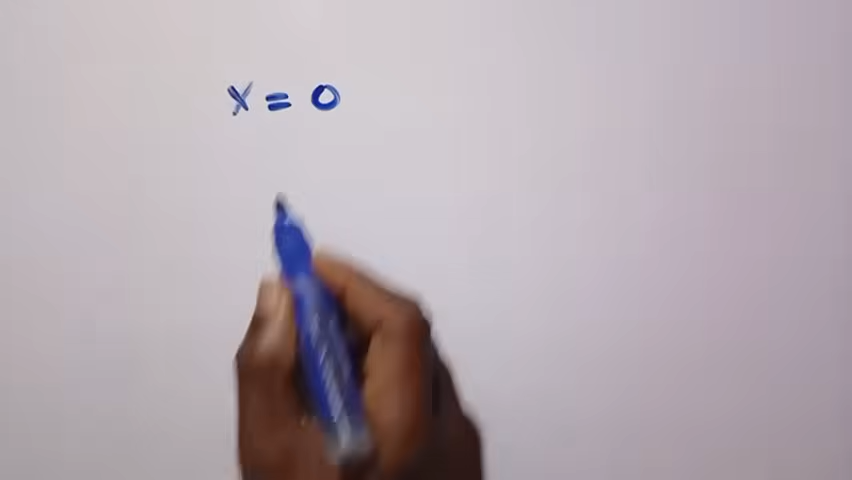 x = 0